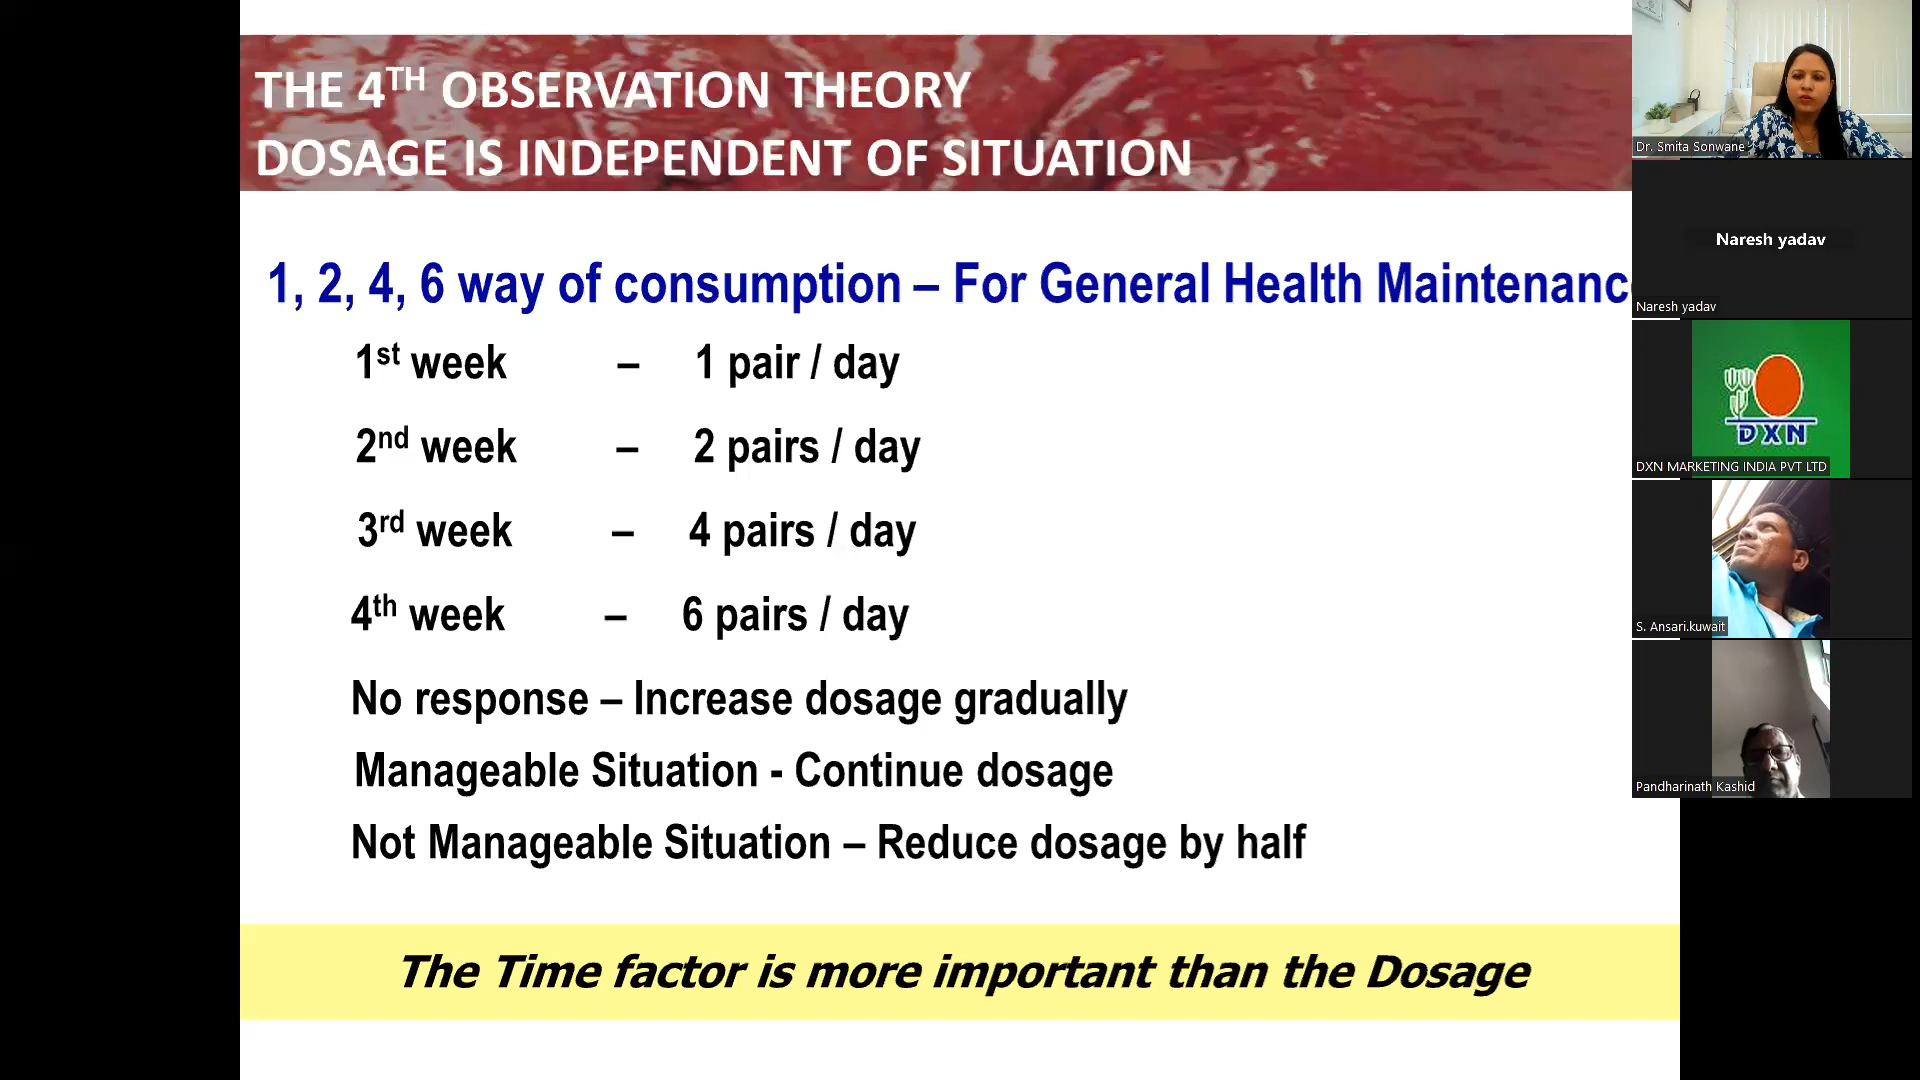 THE 4TH OBSERVATION THEORY
DOSAGE IS INDEPENDENT OF SITUATION
1, 2, 4, 6 way of consumption – For General Health Maintenanc
1st week – 1 pair / day
2nd week – 2 pairs / day
3rd week – 4 pairs / day
4th week – 6 pairs / day
No response – Increase dosage gradually
Manageable Situation - Continue dosage
Not Manageable Situation – Reduce dosage by half
The Time factor is more important than the Dosage
Dr. Smita Sonwane
Naresh yadav
Naresh yadav
DXN
DXN MARKETING INDIA PVT LTD
S. Ansari.kuwait
Pandharinath Kashid